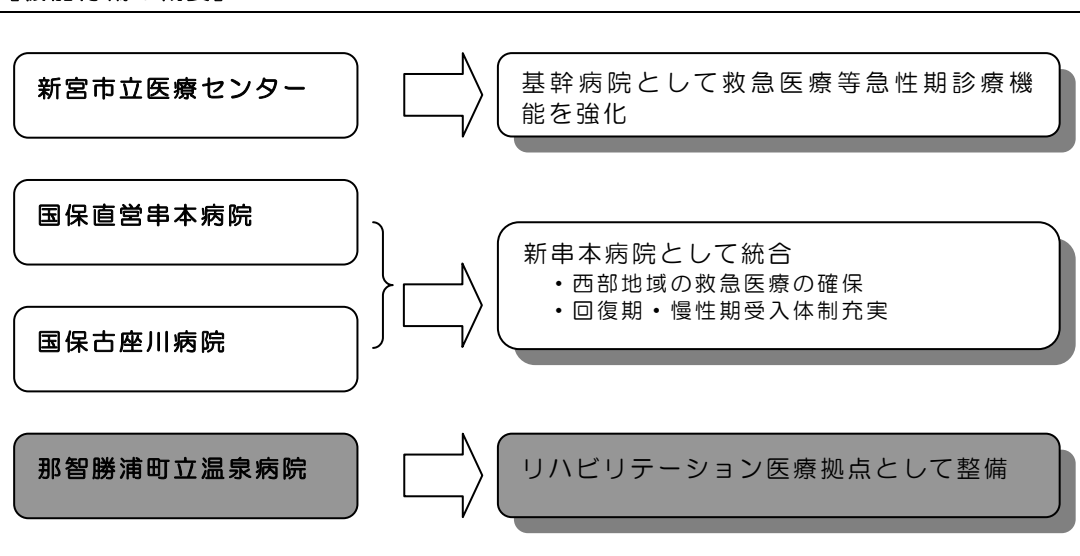 新宮市立医療センター
基幹病院として救急医療等急性期診療機
能を強化
国保直営串本病院
国保古座川病院
新串本病院として統合
・西部地域の救急医療の確保
・回復期・慢性期受入体制充実
那智勝浦町立温泉病院
リハビリテーション医療拠点として整備